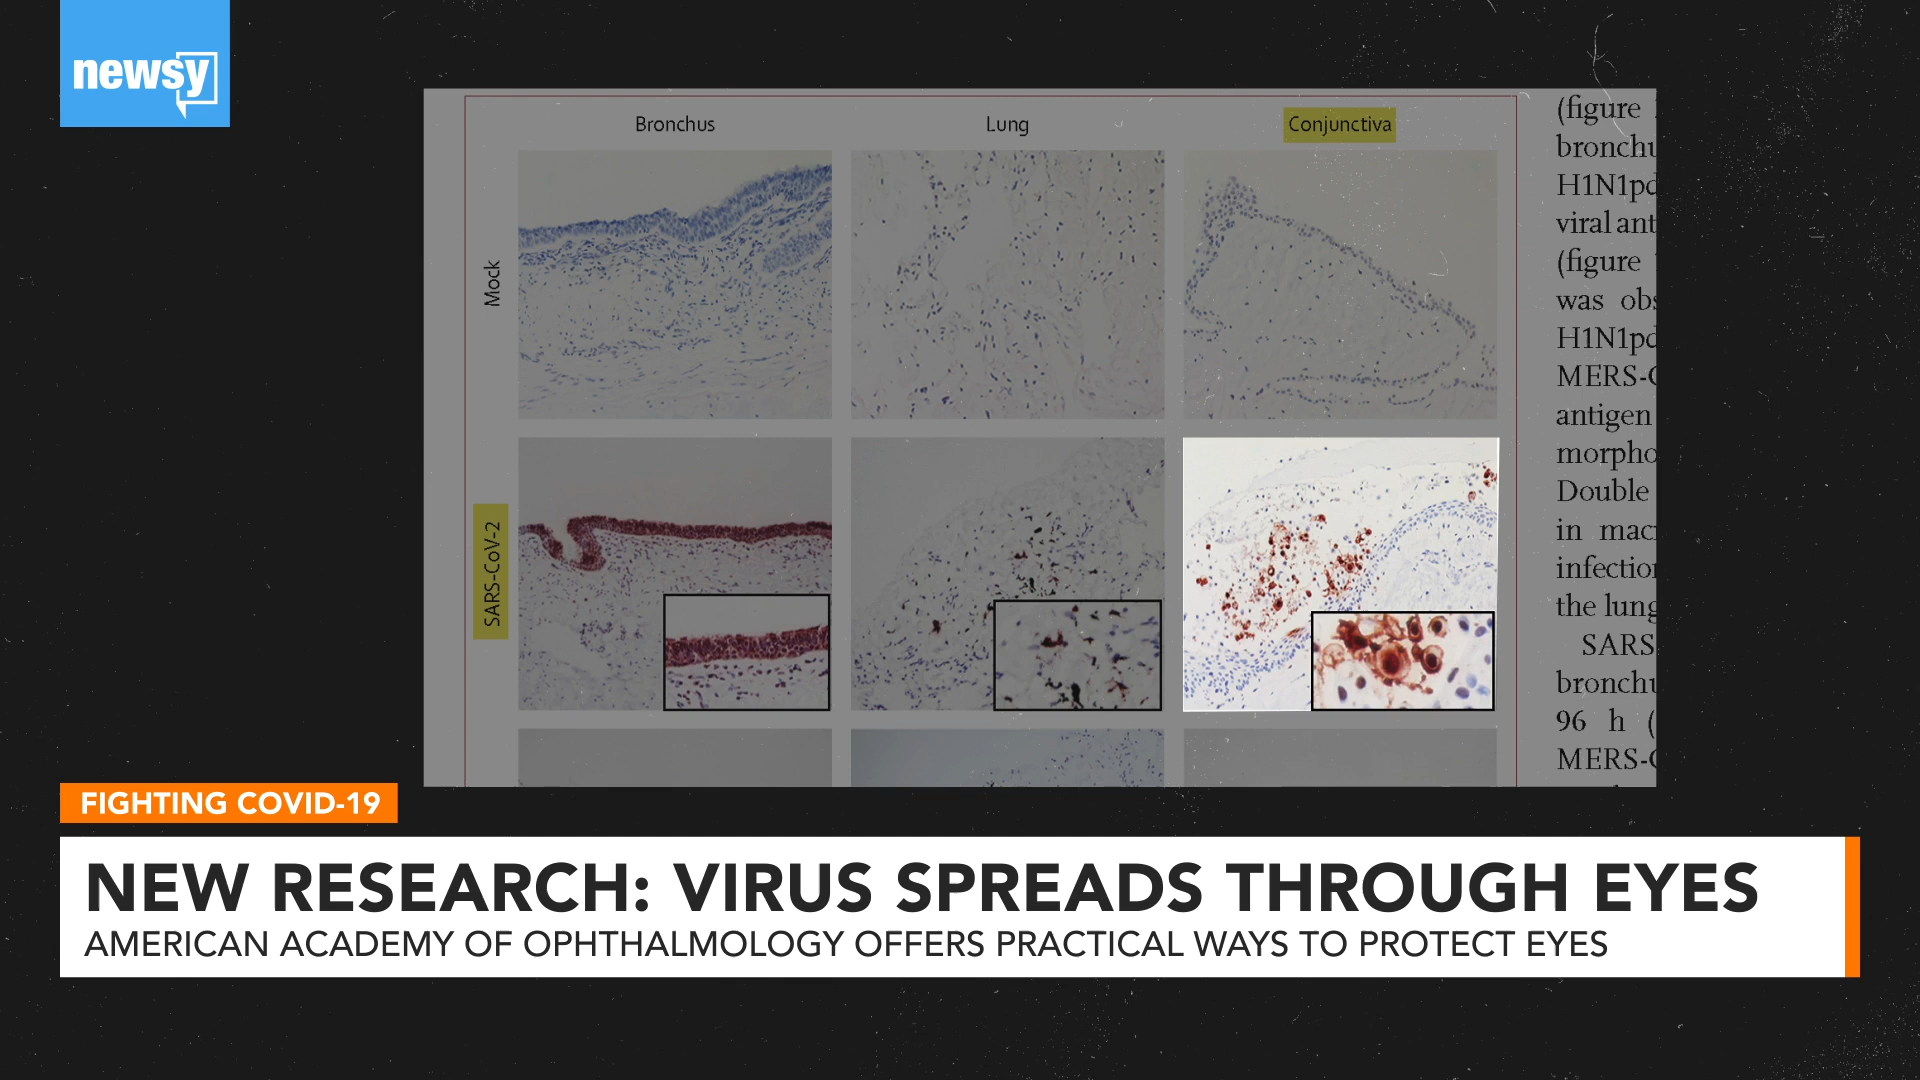 newsy
Bronchus
Lung
Conjunctiva
Mock
SARS-CoV-2
(figure
H1N1pd
viral ant
(figure
was obs
H1N1pd
MERS-C
antigen
morpho
Double
in mac
infection
the lung
SARS
bronchu
96 h (
MERS-C
FIGHTING COVID-19
NEW RESEARCH: VIRUS SPREADS THROUGH EYES
AMERICAN ACADEMY OF OPHTHALMOLOGY OFFERS PRACTICAL WAYS TO PROTECT EYES